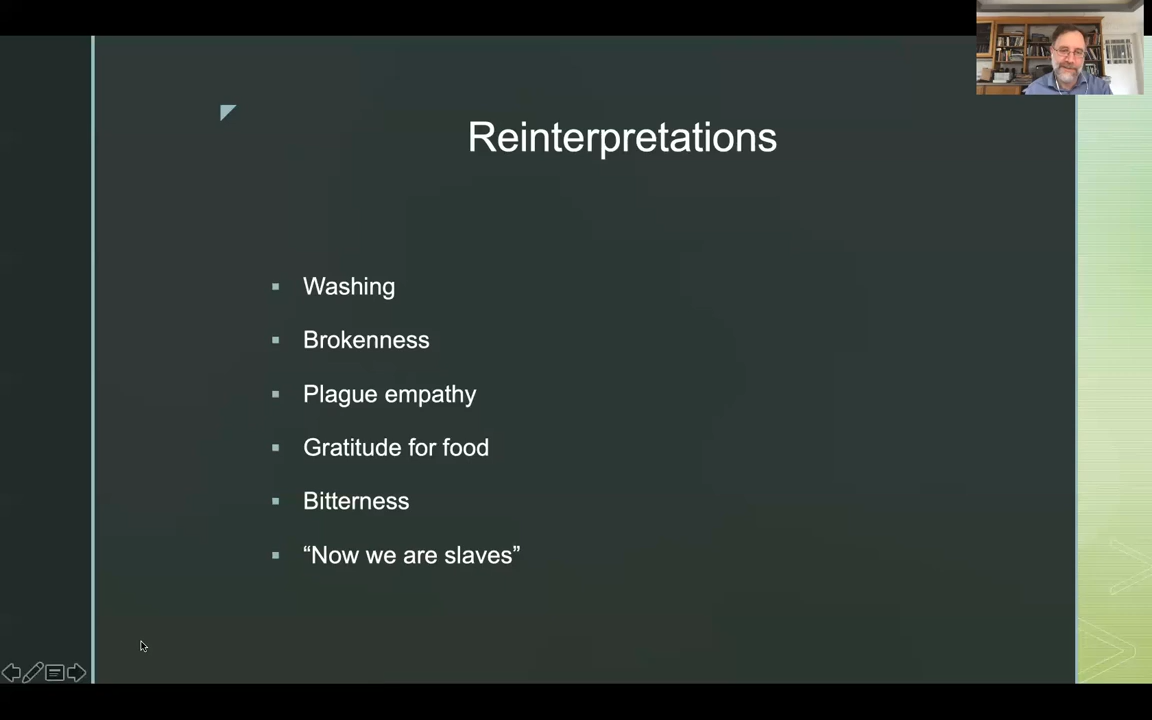 Reinterpretations
Washing
Brokenness
Plague empathy
Gratitude for food
Bitterness
“Now we are slaves”